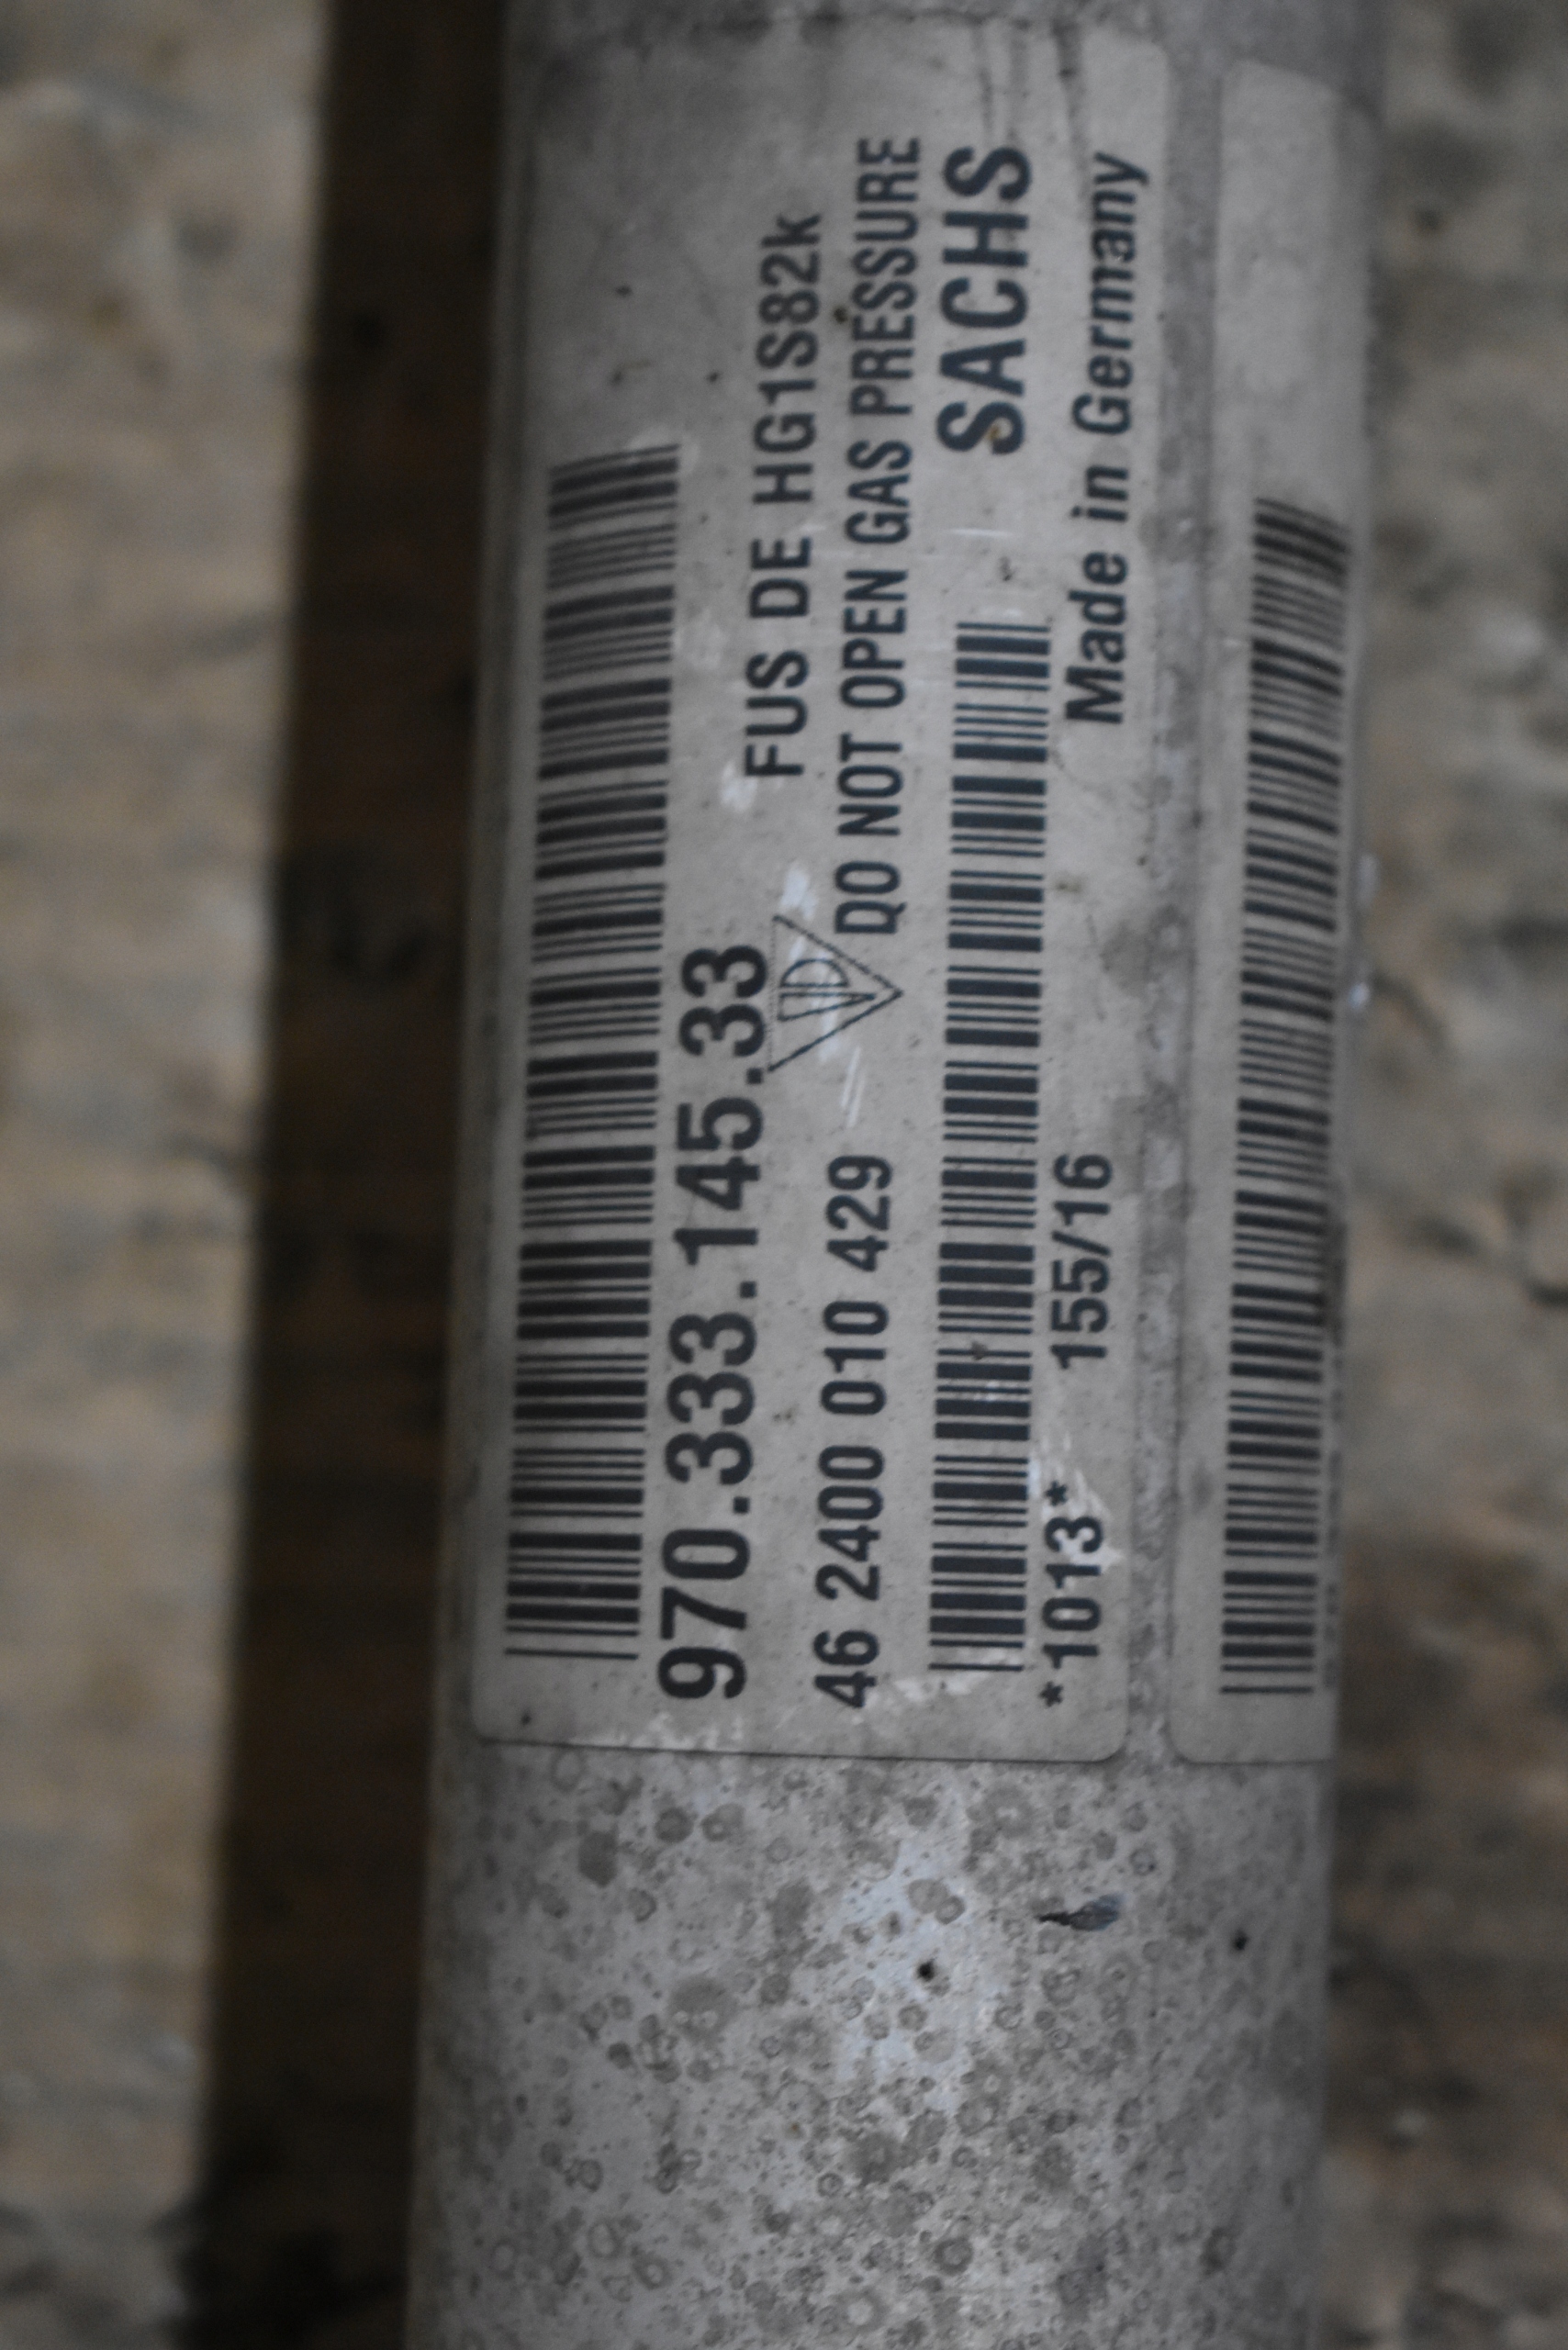 970.333.145.33
FUS DE HG1S82k
46 2400 010 429
DO NOT OPEN GAS PRESSURE
SACHS
*1013* 155/16
Made in Germany